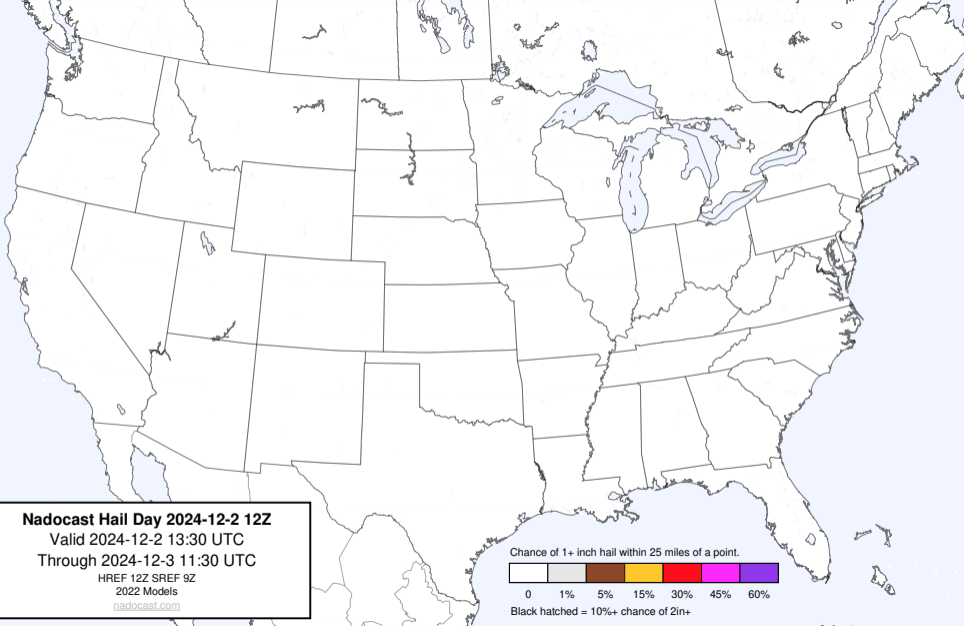 Nadocast Hail Day 2024-12-2 12Z
Valid 2024-12-2 13:30 UTC
Through 2024-12-3 11:30 UTC
HREF 12Z SREF 9Z
2022 Models
nadocast.com
Chance of 1+ inch hail within 25 miles of a point.
0 1% 5% 15% 30% 45% 60%
Black hatched = 10%+ chance of 2in+